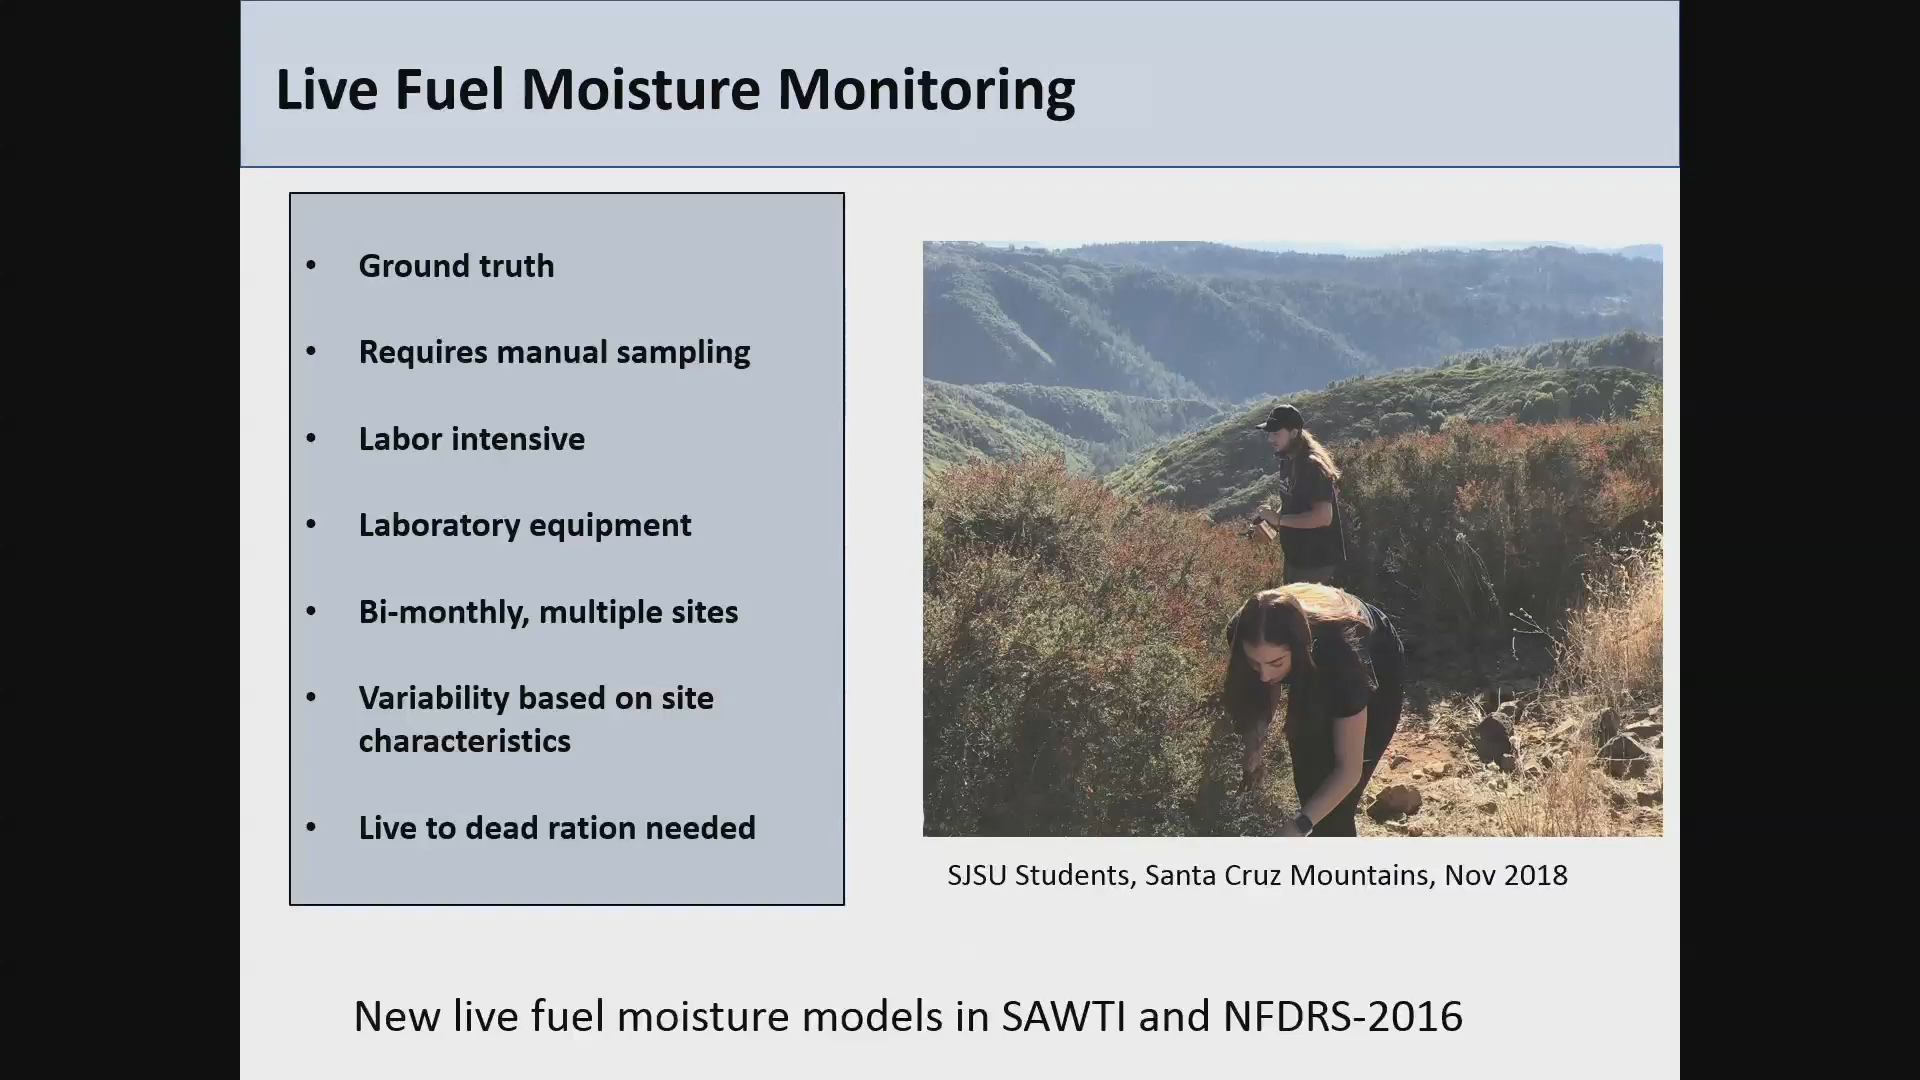 Live Fuel Moisture Monitoring
• Ground truth
• Requires manual sampling
• Labor intensive
• Laboratory equipment
• Bi-monthly, multiple sites
• Variability based on site
characteristics
• Live to dead ration needed
SJSU Students, Santa Cruz Mountains, Nov 2018
New live fuel moisture models in SAWTI and NFDRS-2016